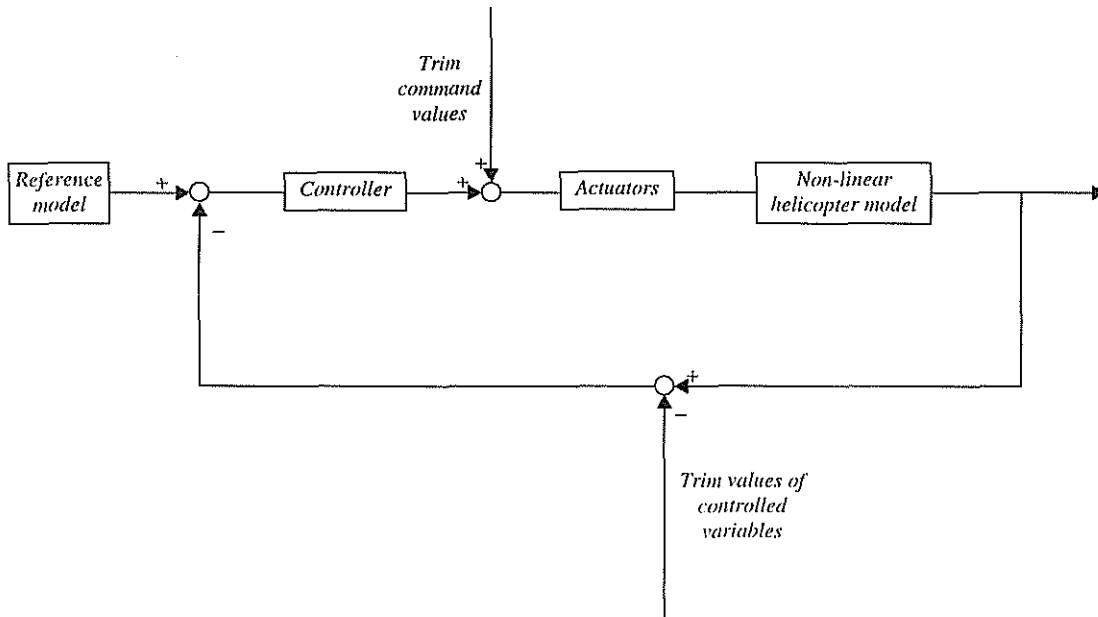 Trim
command
values
Reference
model
+
+
-
Controller
+
+
Actuators
Non-linear
helicopter model
+
-
Trim values of
controlled
variables